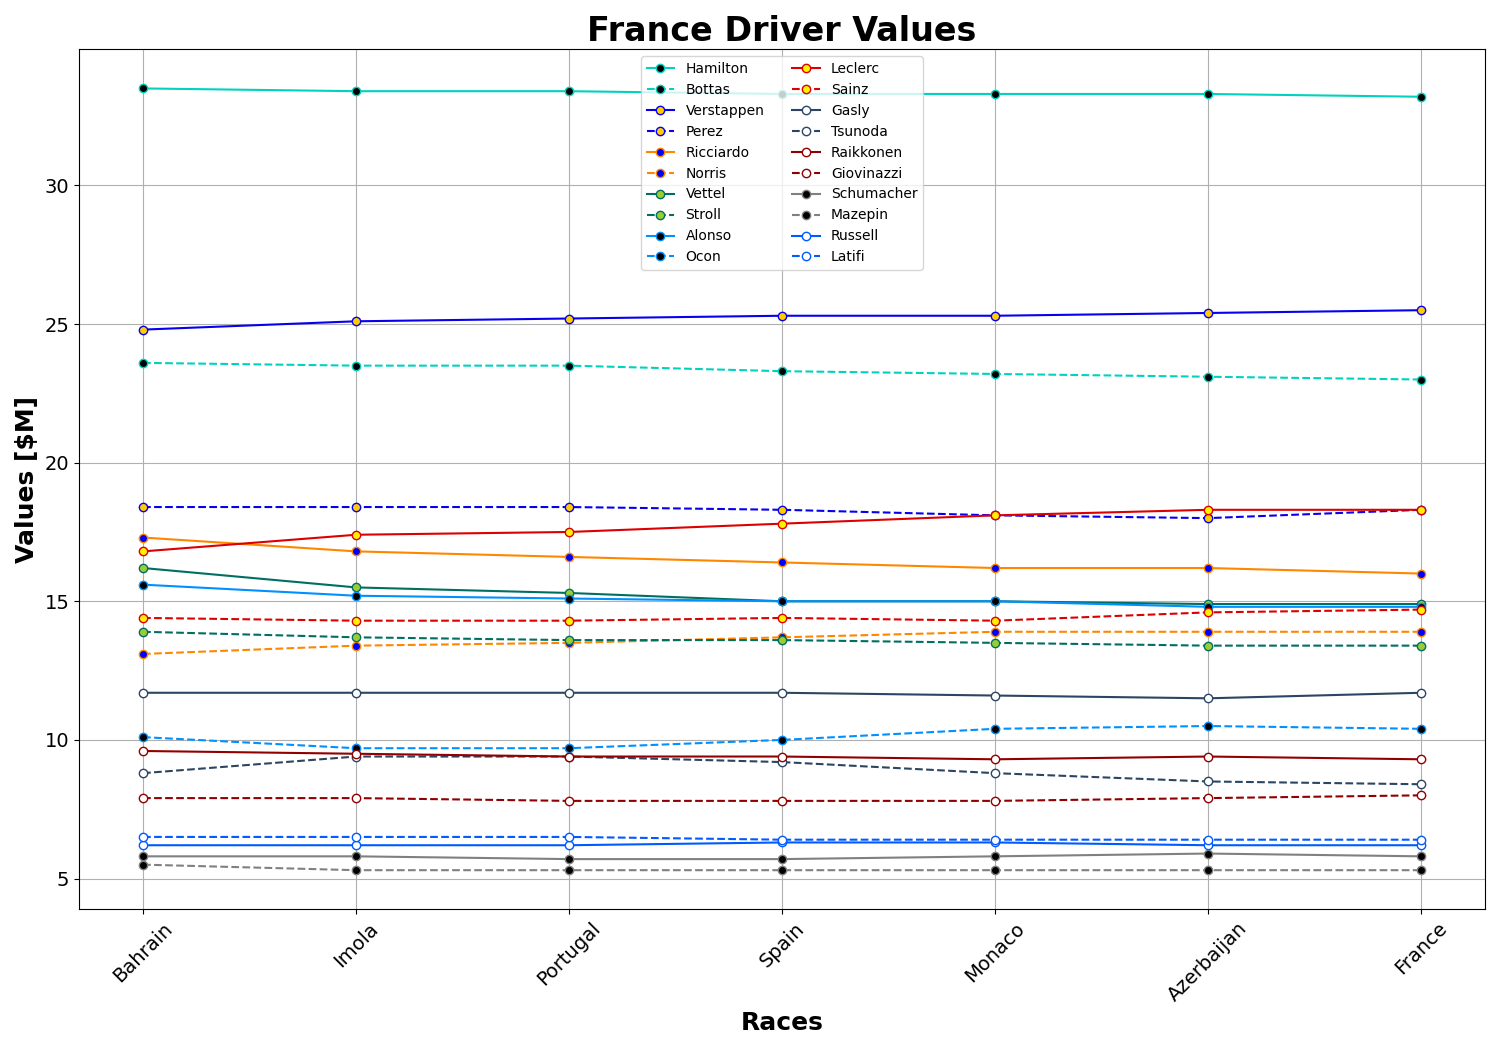 France Driver Values
Hamilton
Bottas
Verstappen
Perez
Ricciardo
Norris
Vettel
Stroll
Alonso
Ocon
Leclerc
Sainz
Gasly
Tsunoda
Raikkonen
Giovinazzi
Schumacher
Mazepin
Russell
Latifi
Values [$M]
30
25
20
15
10
5
Bahrain
Imola
Portugal
Spain
Monaco
Azerbaijan
France
Races